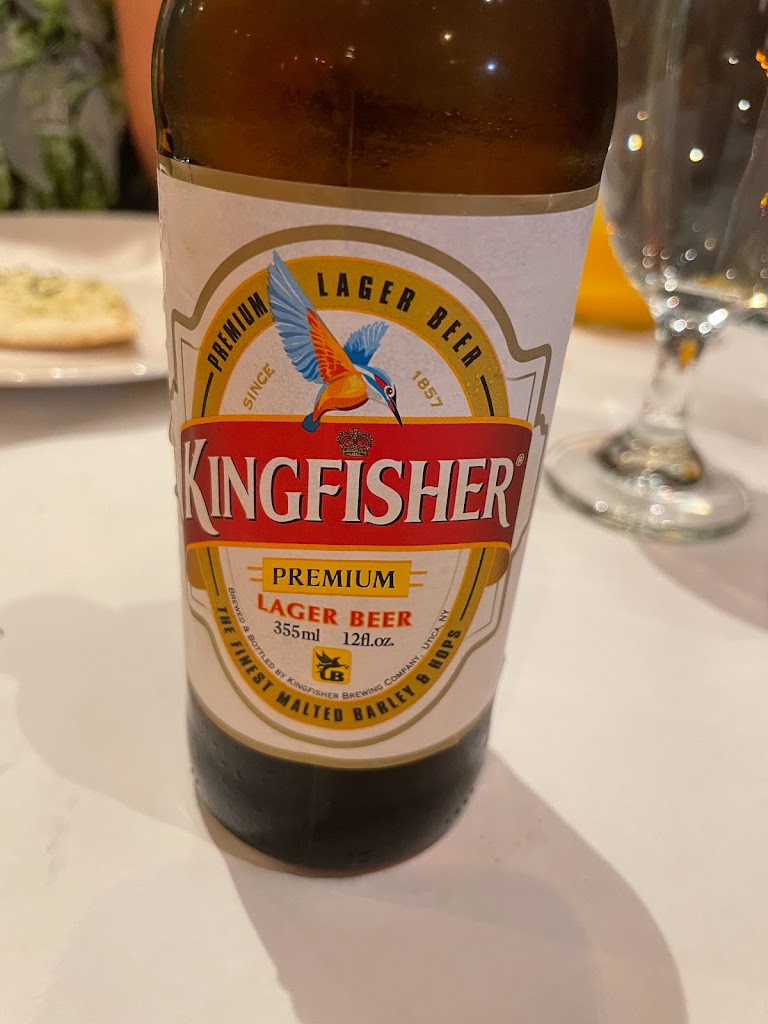 PREMIUM LAGER BEER
SINCE 1857
KINGFISHER®
PREMIUM
LAGER BEER
355ml 12fl.oz.
B
BREWED & BOTTLED BY KINGFISHER BREWING COMPANY, UTICA, NY
THE FINEST MALTED BARLEY & HOPS